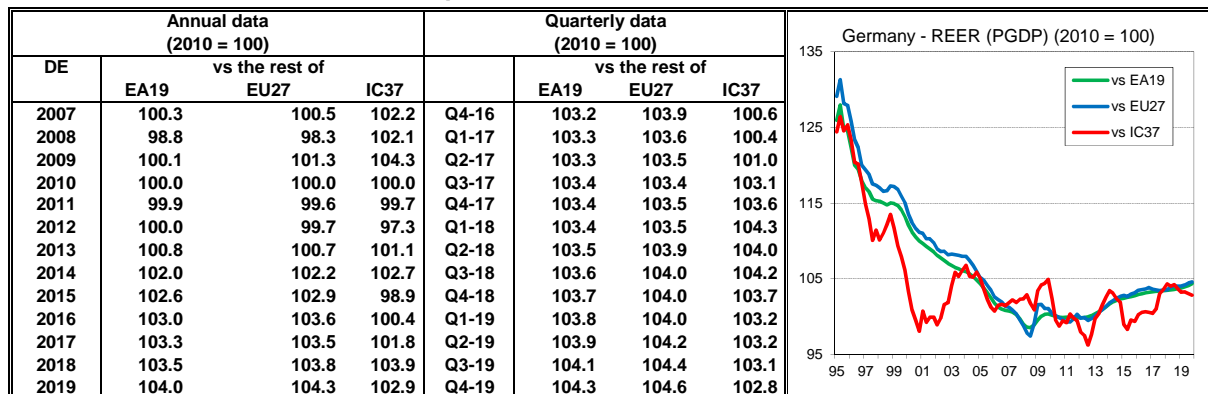 Annual data
(2010 = 100)
Quarterly data
(2010 = 100)
DE vs the rest of vs the rest of
EA19 EU27 IC37 EA19 EU27 IC37
2007 100.3 100.5 102.2 Q4-16 103.2 103.9 100.6
2008 98.8 98.3 102.1 Q1-17 103.3 103.6 100.4
2009 100.1 101.3 104.3 Q2-17 103.3 103.5 101.0
2010 100.0 100.0 100.0 Q3-17 103.4 103.4 103.1
2011 99.9 99.6 99.7 Q4-17 103.4 103.5 103.6
2012 100.0 99.7 97.3 Q1-18 103.4 103.5 104.3
2013 100.8 100.7 101.1 Q2-18 103.5 103.9 104.0
2014 102.0 102.2 102.7 Q3-18 103.6 104.0 104.2
2015 102.6 102.9 98.9 Q4-18 103.7 104.0 103.7
2016 103.0 103.6 100.4 Q1-19 103.8 104.0 103.2
2017 103.3 103.5 101.8 Q2-19 103.9 104.2 103.2
2018 103.5 103.8 103.9 Q3-19 104.1 104.4 103.1
2019 104.0 104.3 102.9 Q4-19 104.3 104.6 102.8
Germany - REER (PGDP) (2010 = 100)
135
125
115
105
95
vs EA19
vs EU27
vs IC37
95 97 99 01 03 05 07 09 11 13 15 17 19